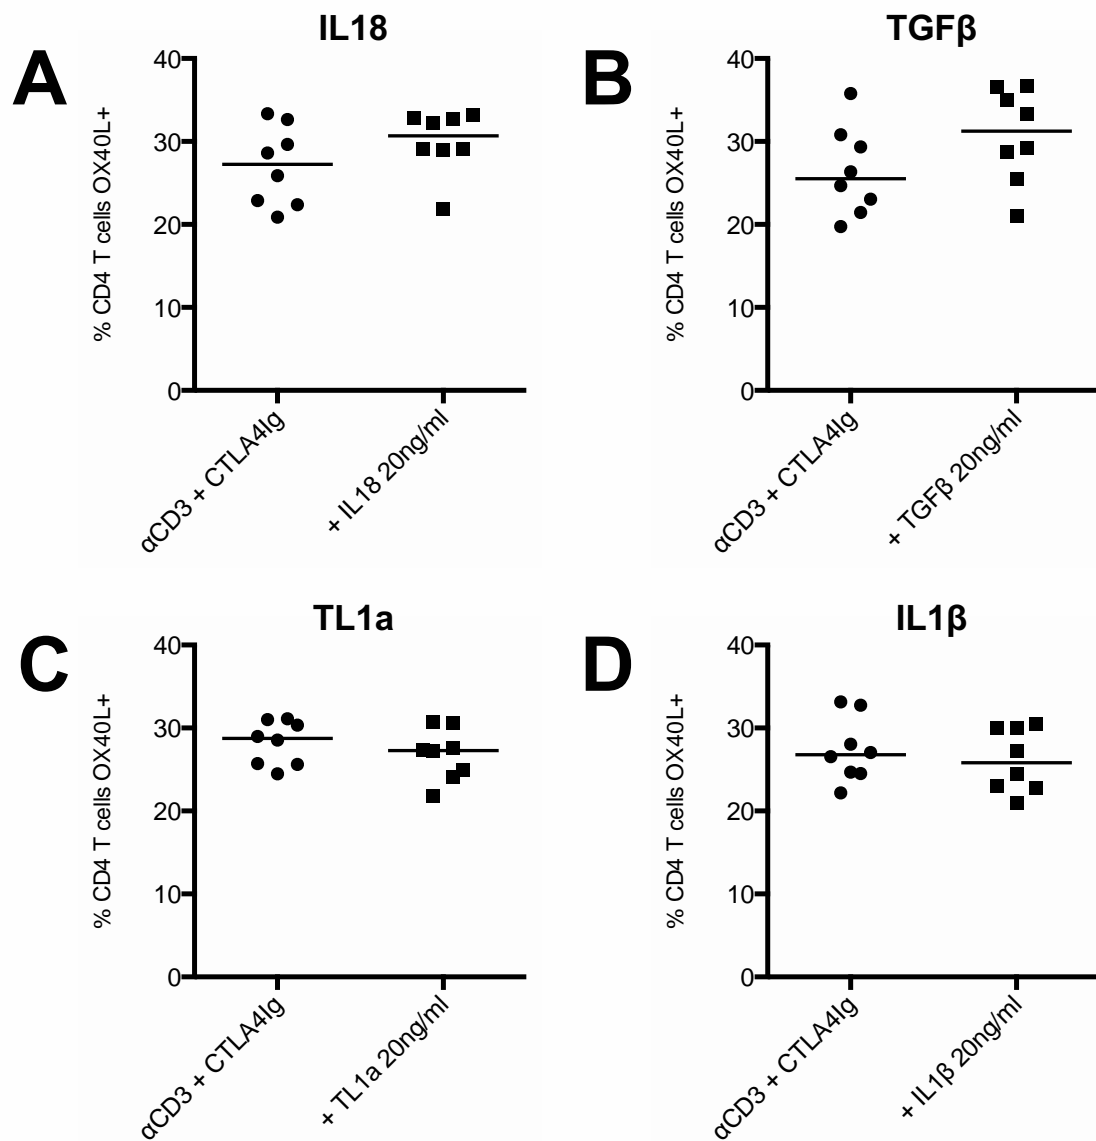 A
IL18
% CD4 T cells OX40L+
40
30
20
10
0
αCD3 + CTLA4Ig
+ IL18 20ng/ml
B
TGFβ
% CD4 T cells OX40L+
40
30
20
10
0
αCD3 + CTLA4Ig
+ TGFβ 20ng/ml
C
TL1a
% CD4 T cells OX40L+
40
30
20
10
0
αCD3 + CTLA4Ig
+ TL1a 20ng/ml
D
IL1β
% CD4 T cells OX40L+
40
30
20
10
0
αCD3 + CTLA4Ig
+ IL1β 20ng/ml